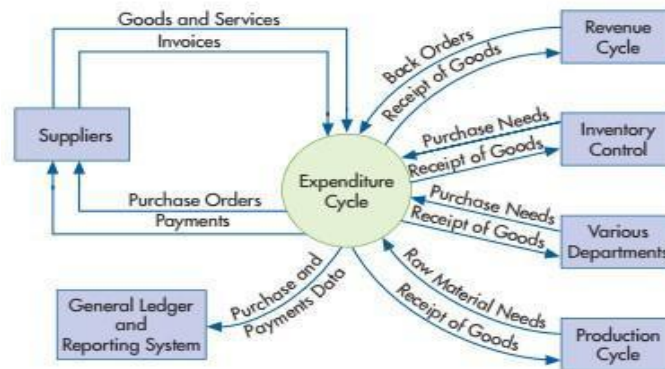 Goods and Services
Invoices
Suppliers
Purchase Orders
Payments
Expenditure
Cycle
Back Orders
Receipt of Goods
Revenue
Cycle
Purchase Needs
Receipt of Goods
Inventory
Control
Purchase Needs
Receipt of Goods
Various
Departments
Raw Material Needs
Receipt of Goods
Production
Cycle
Purchase and
Payments Data
General Ledger
and
Reporting System